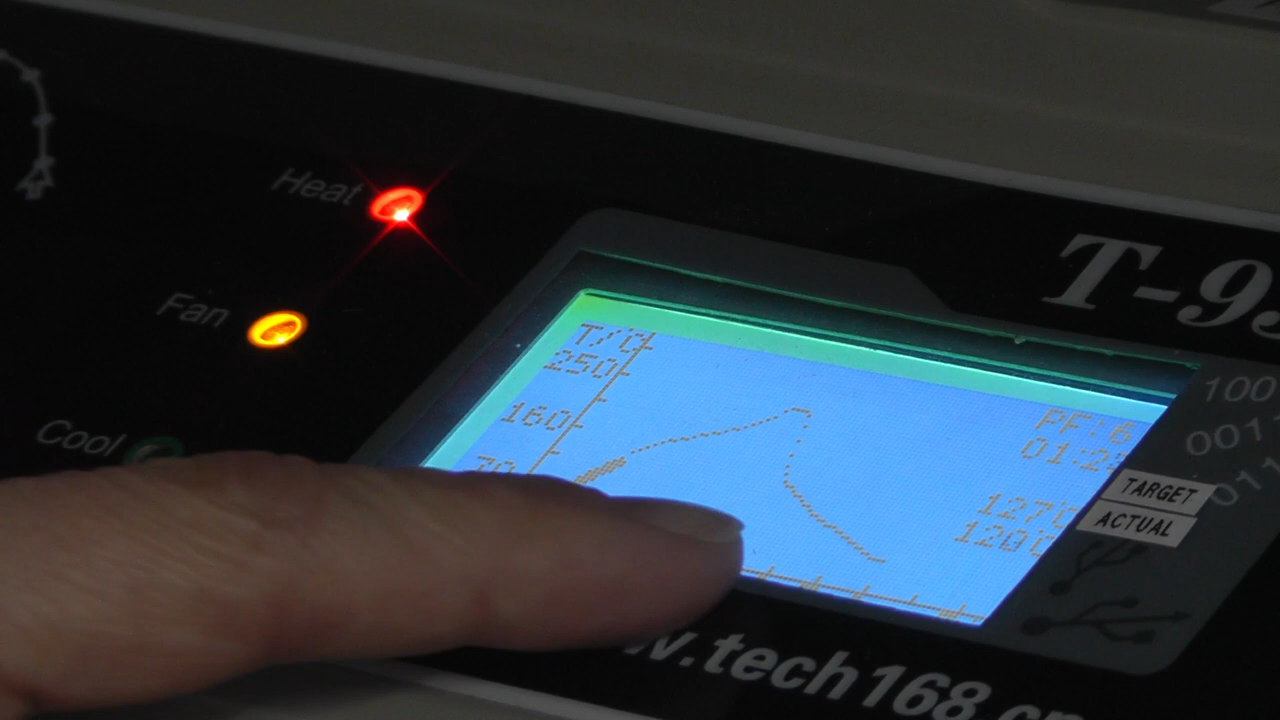 Heat
T-9
Fan
T/℃
250
PF:6
100
160
01:2
001
Cool
70
TARGET
127℃
011
ACTUAL
120℃
w.tech168.cn